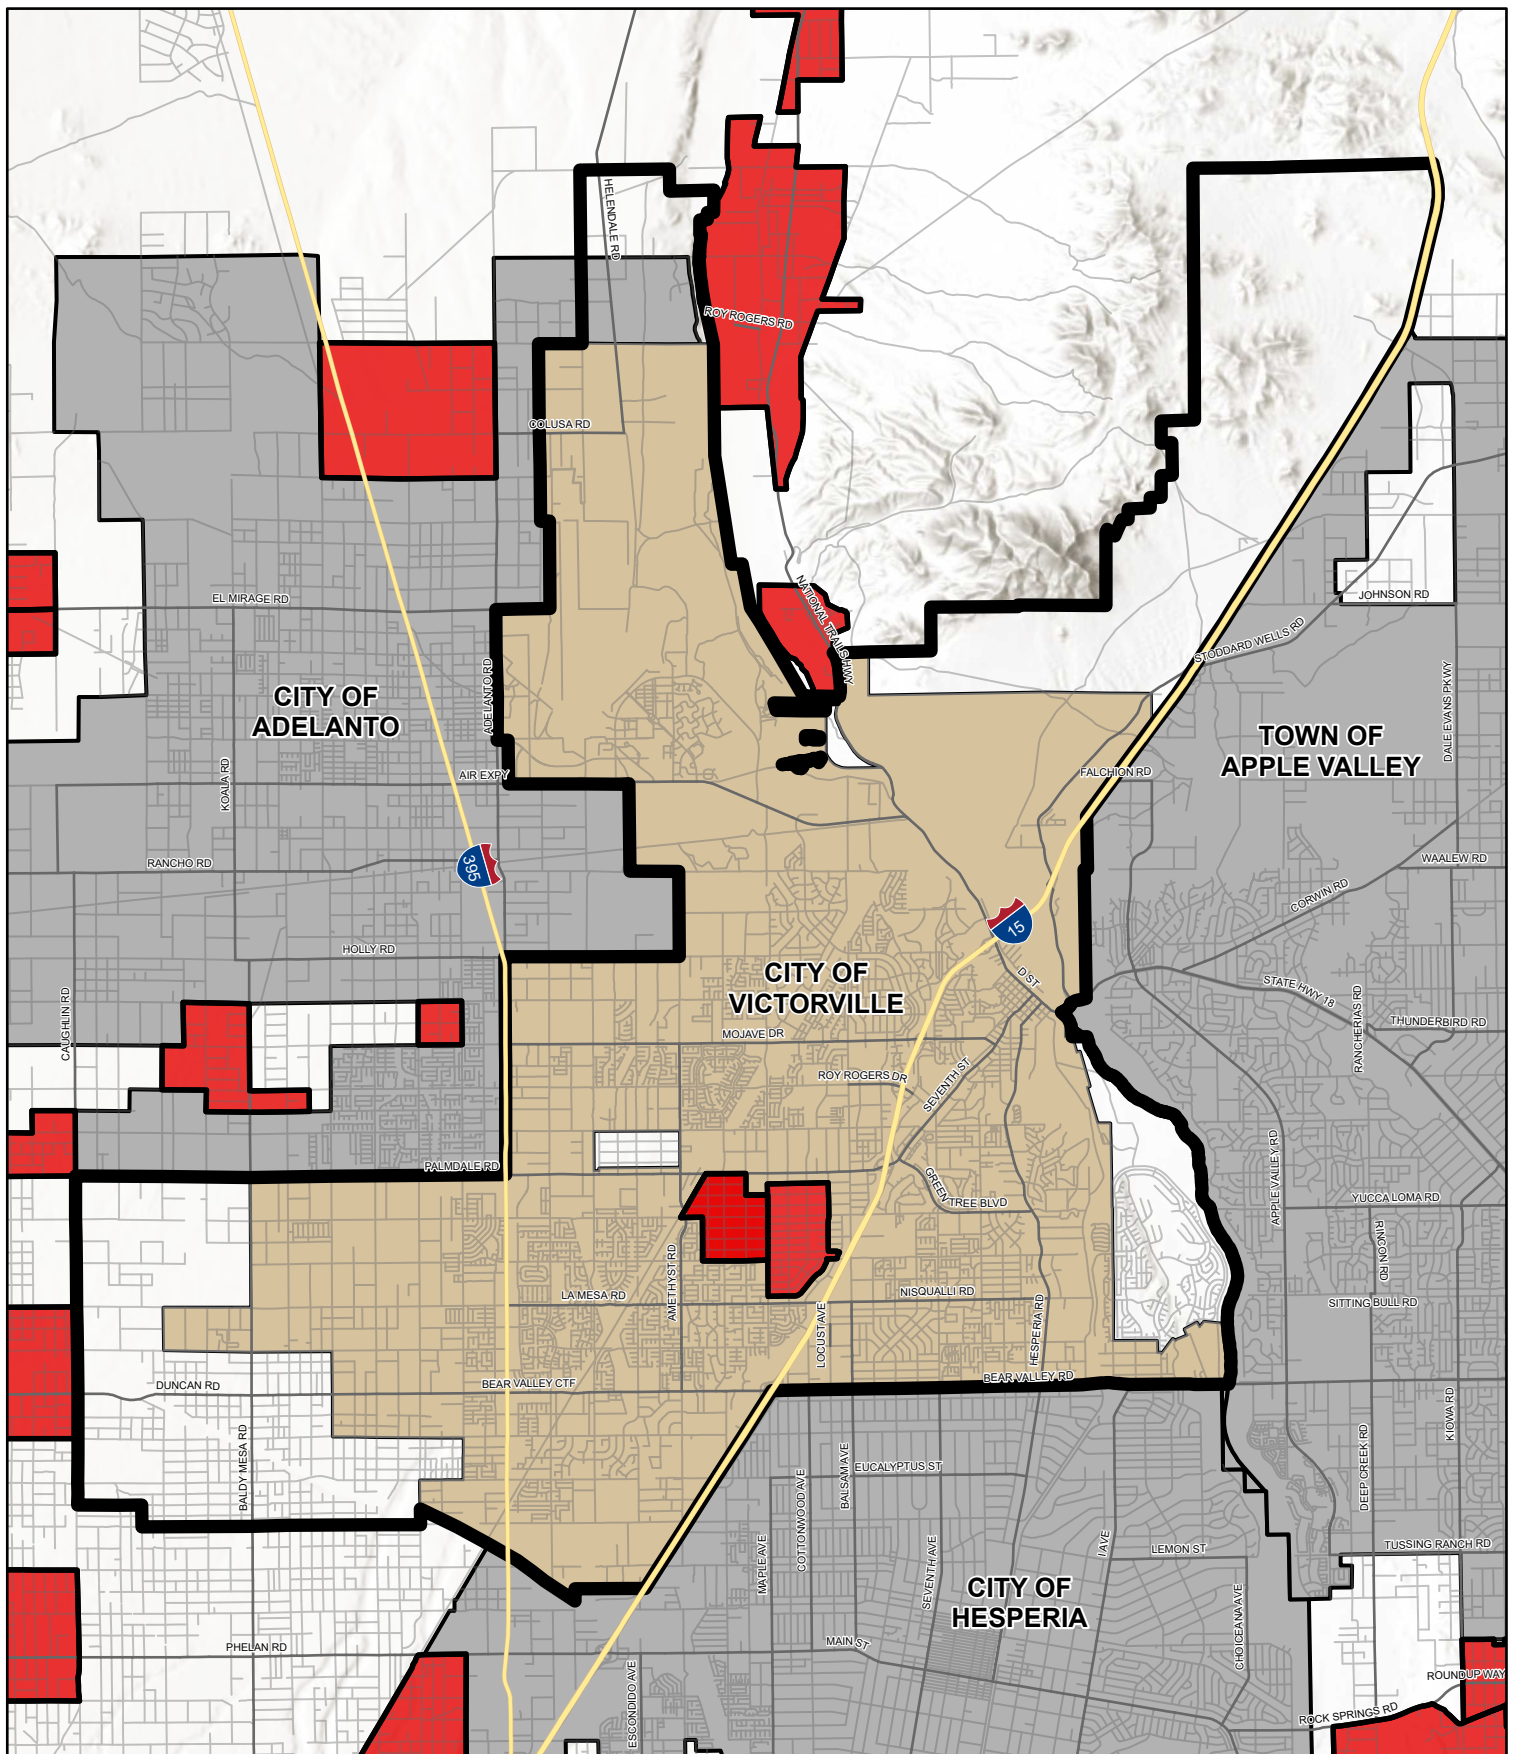 HELENDALE RD
ROY ROGERS RD
COLUSA RD
NATIONAL TRAILS HWY
EL MIRAGE RD
JOHNSON RD
STODDARD WELLS RD
CITY OF
ADELANTO
ADELANTO RD
DALE EVANS PKWY
TOWN OF
APPLE VALLEY
KOALA RD
AIR EXPY
FALCHION RD
RANCHO RD
395
WAALEW RD
CORWIN RD
15
HOLLY RD
CITY OF
VICTORVILLE
D ST
STATE HWY 18
CAUGHLIN RD
RANCHERIAS RD
THUNDERBIRD RD
MOJAVE DR
ROY ROGERS DR
SEVENTH ST
PALMDALE RD
GREEN
TREE BLVD
APPLE VALLEY RD
YUCCA LOMA RD
RINCON RD
AMETHYST RD
LA MESA RD
NISQUALLI RD
SITTING BULL RD
LOCUST AVE
HESPERIA RD
DUNCAN RD
BEAR VALLEY CTF
BEAR VALLEY RD
BALDY MESA RD
KIOWA RD
DEEP CREEK RD
EUCALYPTUS ST
BALSAM AVE
COTTONWOOD AVE
MAPLE AVE
SEVENTH AVE
I AVE
LEMON ST
TUSSING RANCH RD
CITY OF
HESPERIA
CHOICEANA AVE
PHELAN RD
MAIN ST
ESCONDIDO AVE
ROUNDUP WAY
ROCK SPRINGS RD